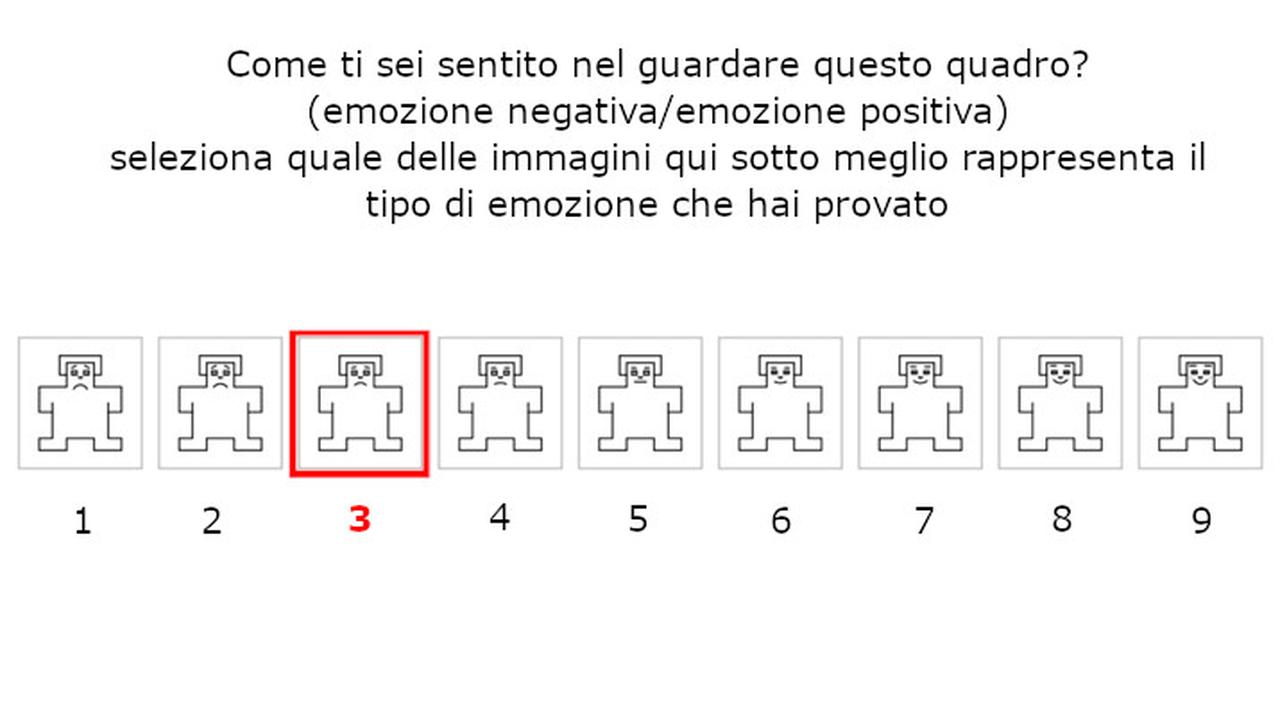 Come ti sei sentito nel guardare questo quadro?
(emozione negativa/emozione positiva)
seleziona quale delle immagini qui sotto meglio rappresenta il
tipo di emozione che hai provato
1 2 3 4 5 6 7 8 9